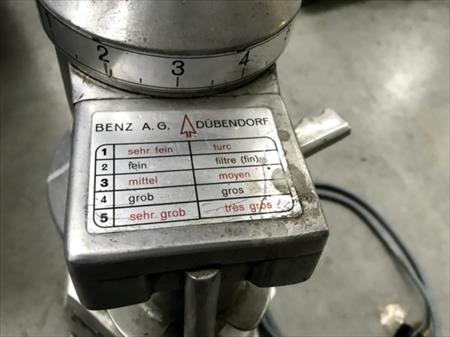 2 3 4
BENZ A.G. DÜBENDORF
1 sehr fein turc
2 fein filtre (fin)
3 mittel moyen
4 grob gros
5 sehr grob très gros